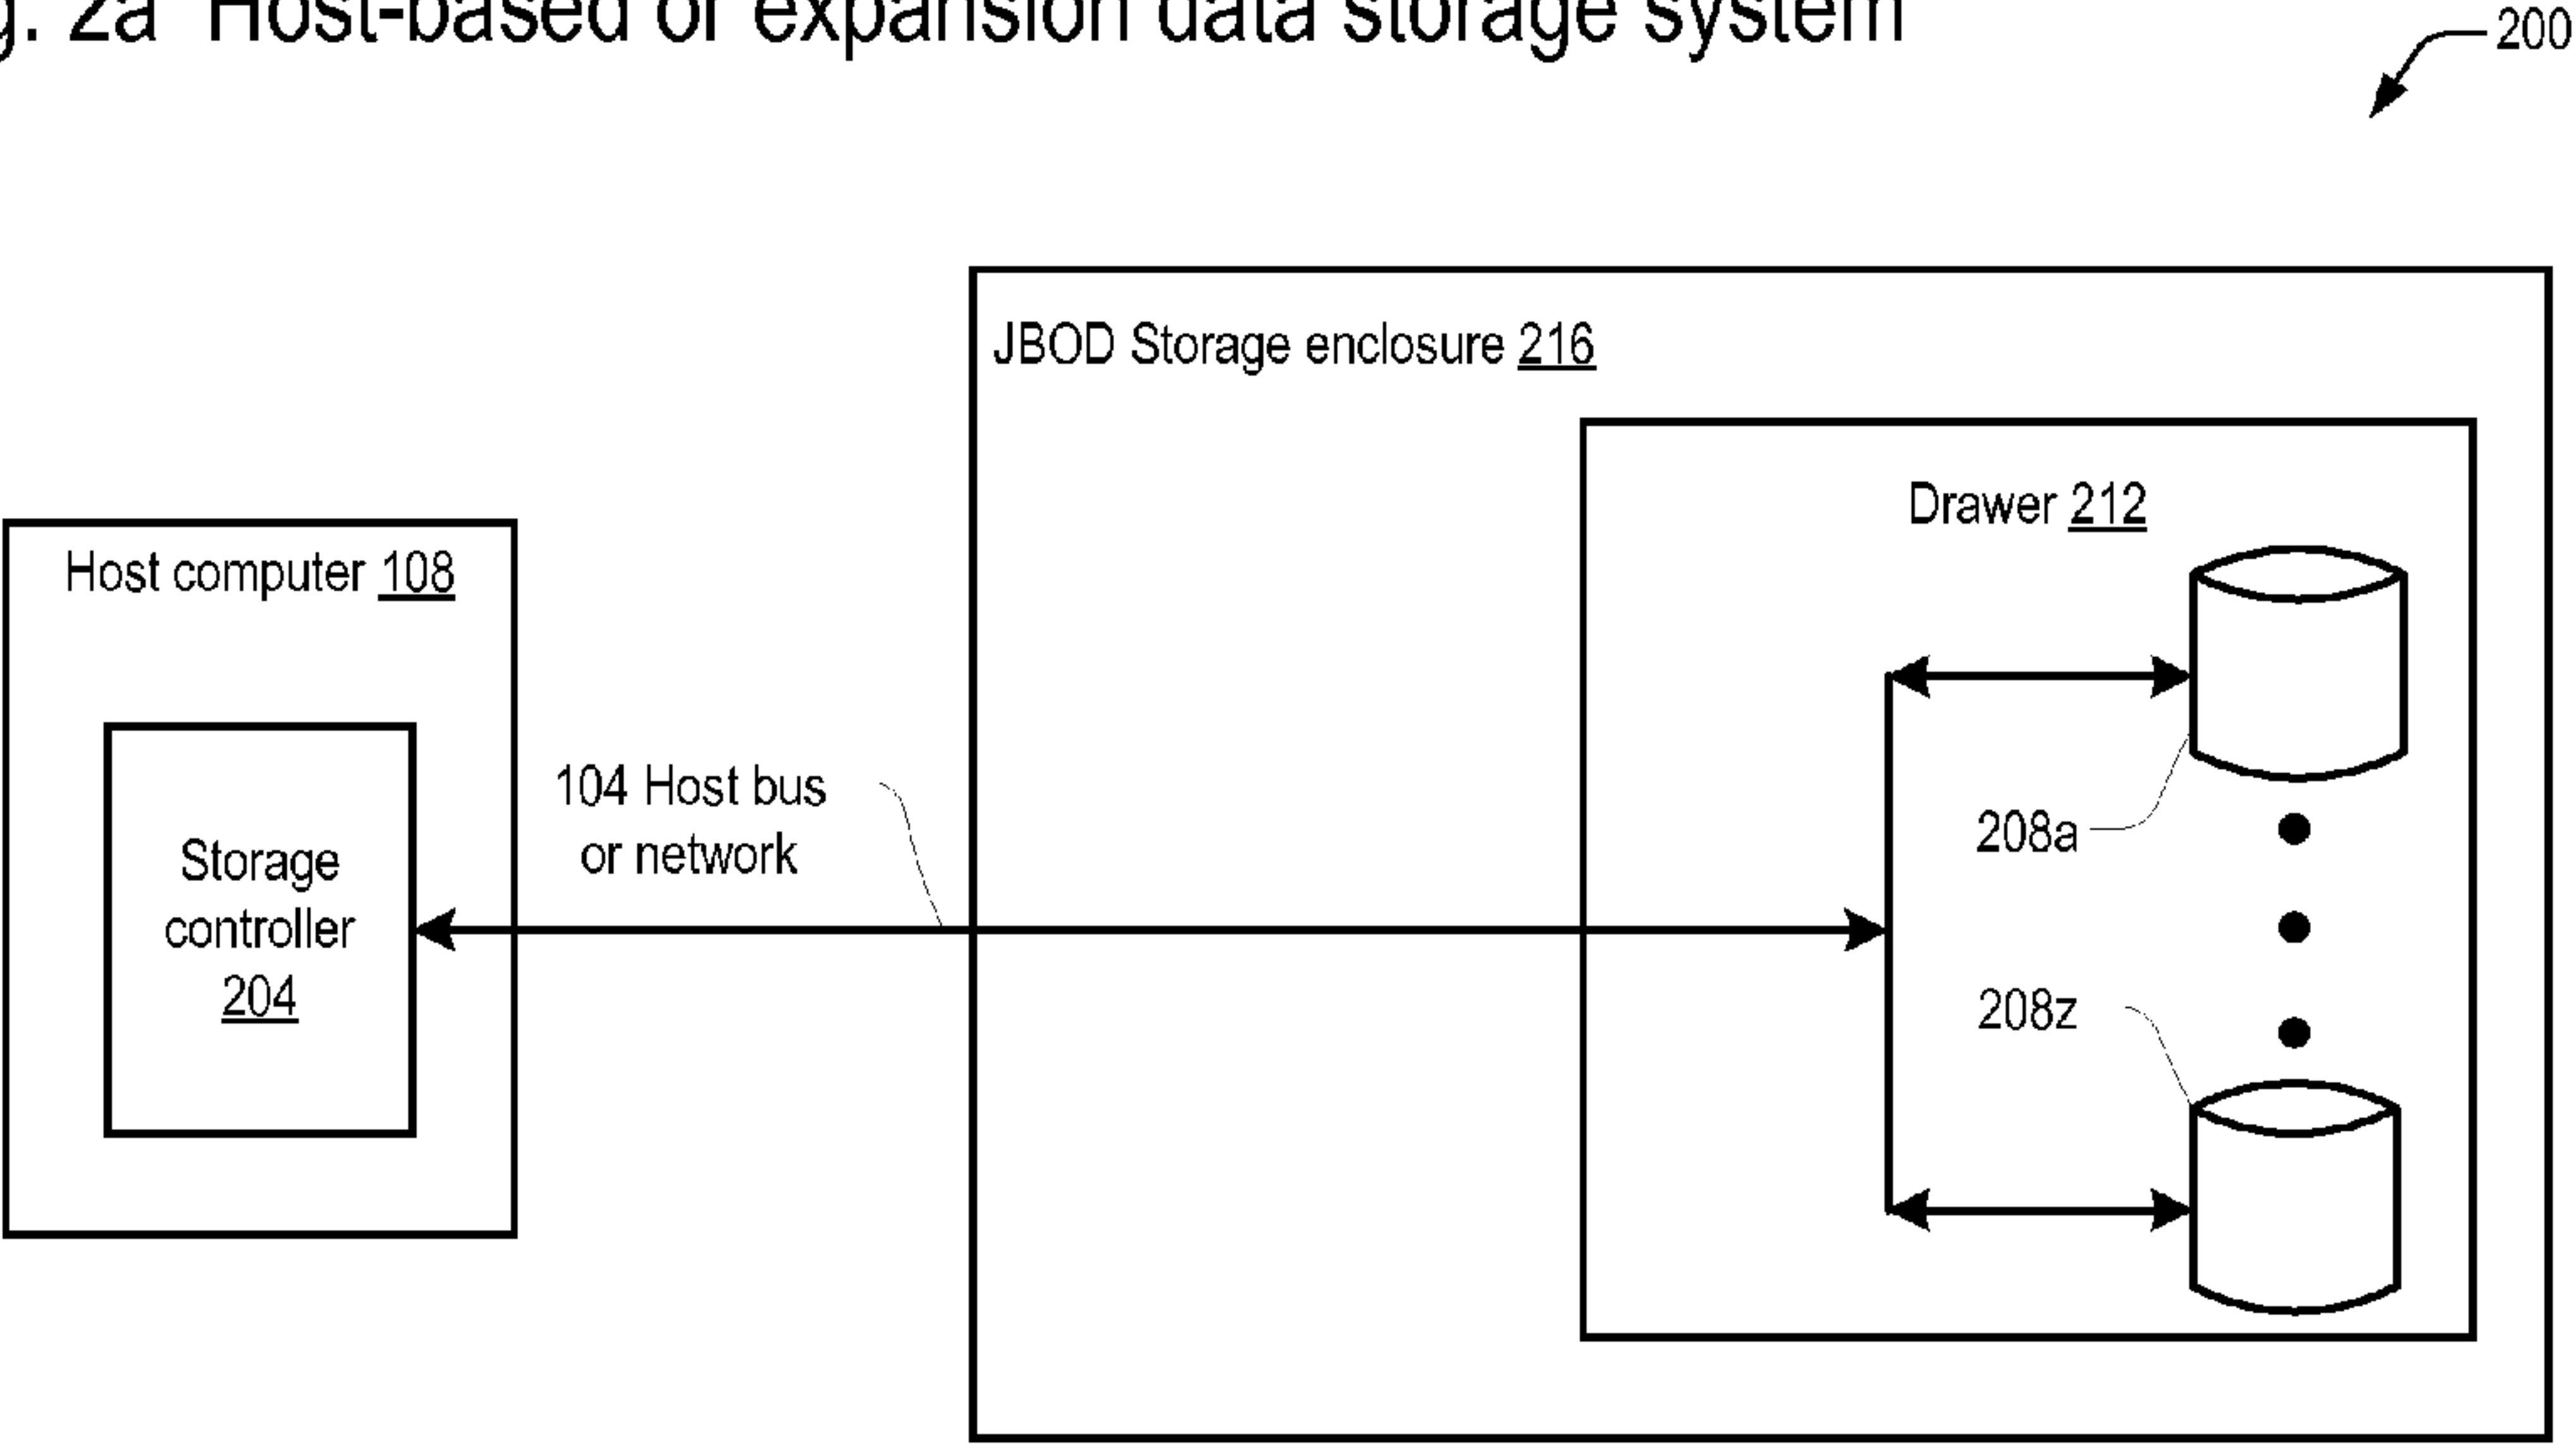 g. 2a Host-based or expansion data storage system
200
JBOD Storage enclosure 216
Drawer 212
Host computer 108
104 Host bus
or network
Storage
controller
204
208a
208z